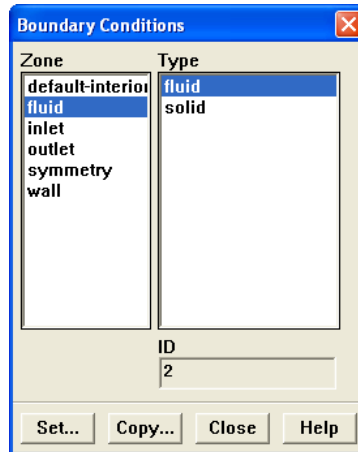 Boundary Conditions
Zone Type
default-interior fluid
fluid solid
inlet
outlet
symmetry
wall
ID
2
Set... Copy... Close Help